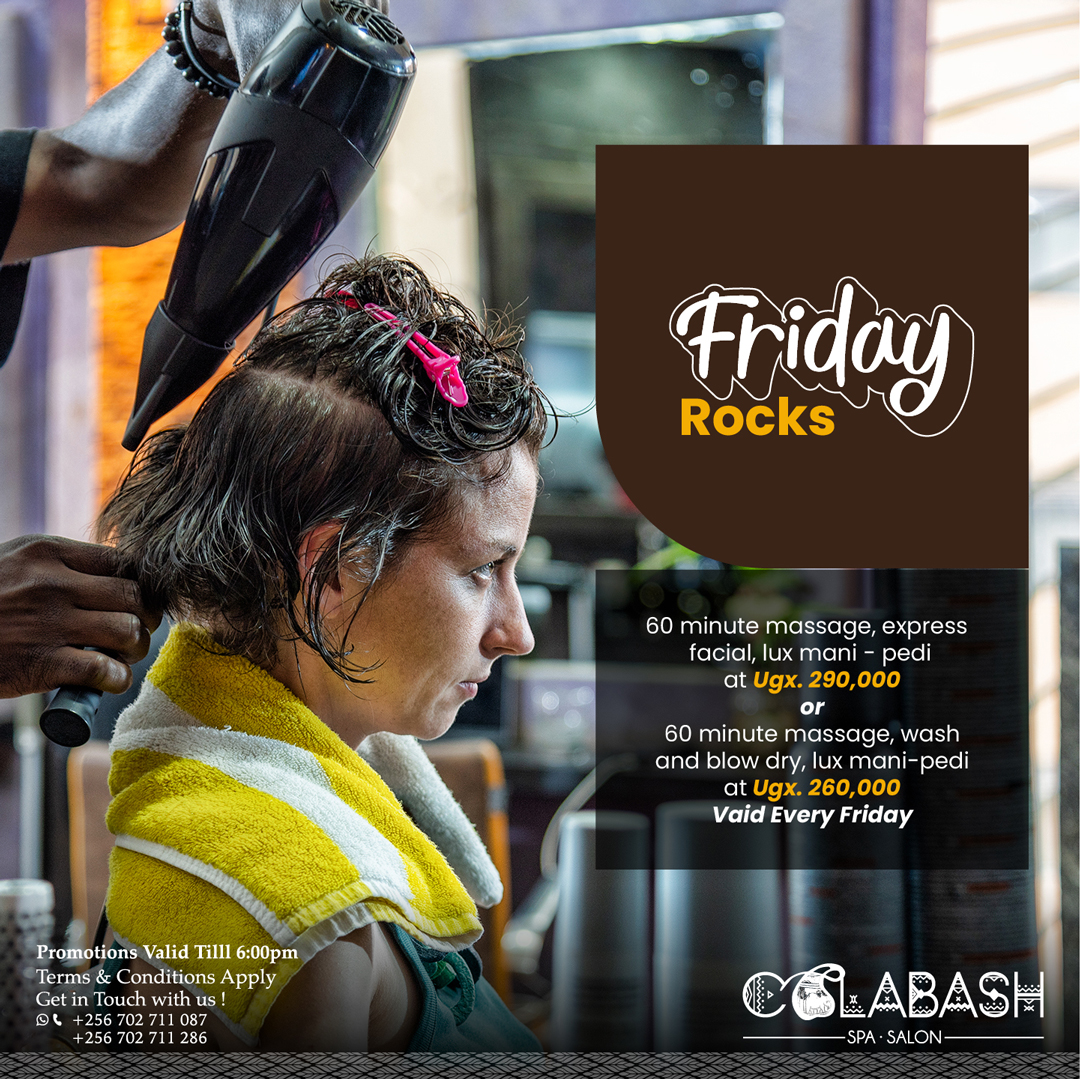 Friday
Rocks
60 minute massage, express
facial, lux mani - pedi
at Ugx. 290,000
or
60 minute massage, wash
and blow dry, lux mani-pedi
at Ugx. 260,000
Vaid Every Friday
Promotions Valid Tilll 6:00pm
Terms & Conditions Apply
Get in Touch with us !
+256 702 711 087
+256 702 711 286
CALABASH
SPA · SALON